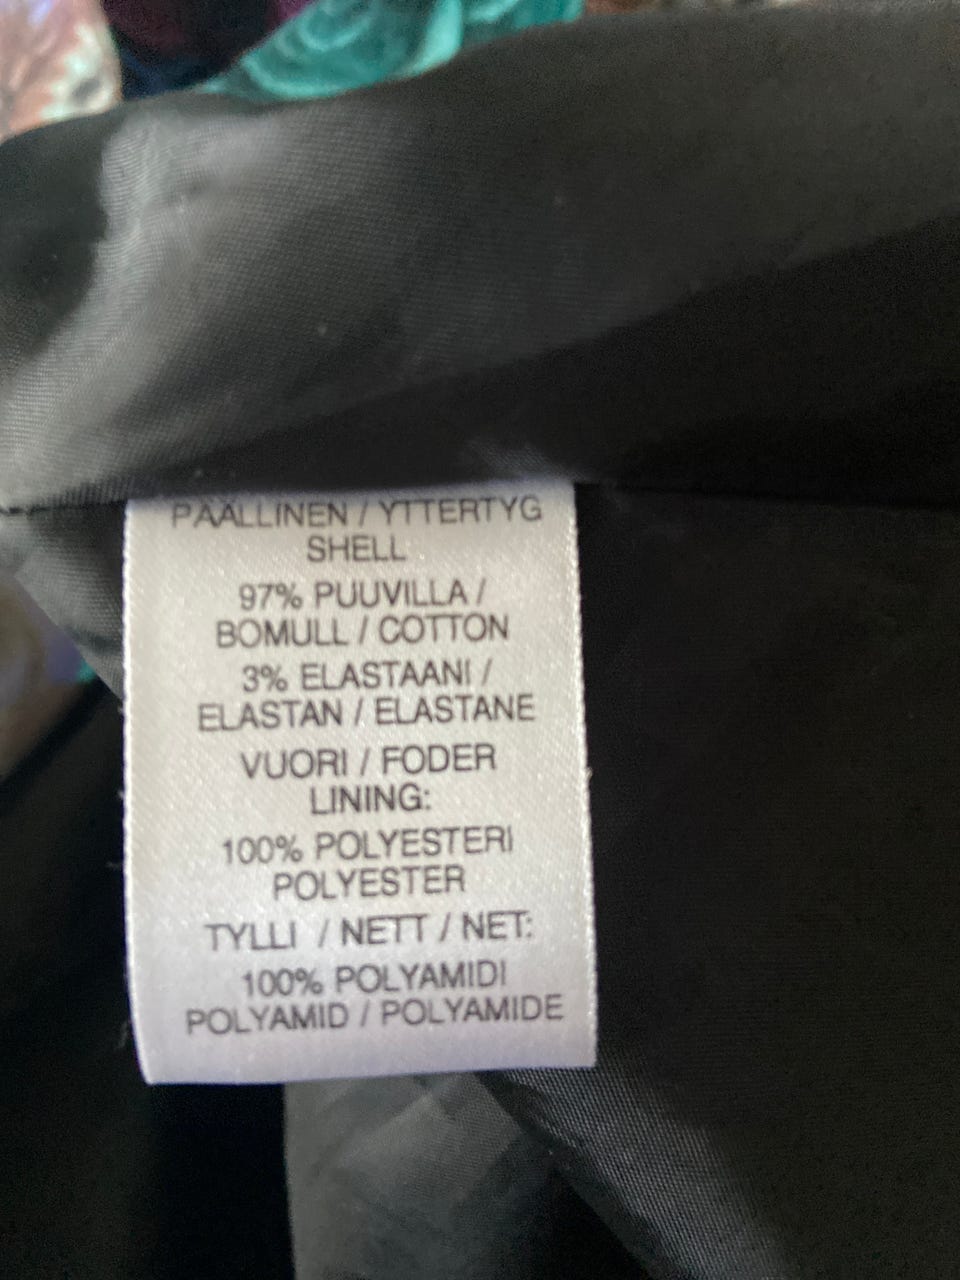 PÄÄLLINEN / YTTERTYG
SHELL
97% PUUVILLA /
BOMULL / COTTON
3% ELASTAANI /
ELASTAN / ELASTANE
VUORI / FODER
LINING:
100% POLYESTERI
POLYESTER
TYLLI / NETT / NET:
100% POLYAMIDI
POLYAMID / POLYAMIDE